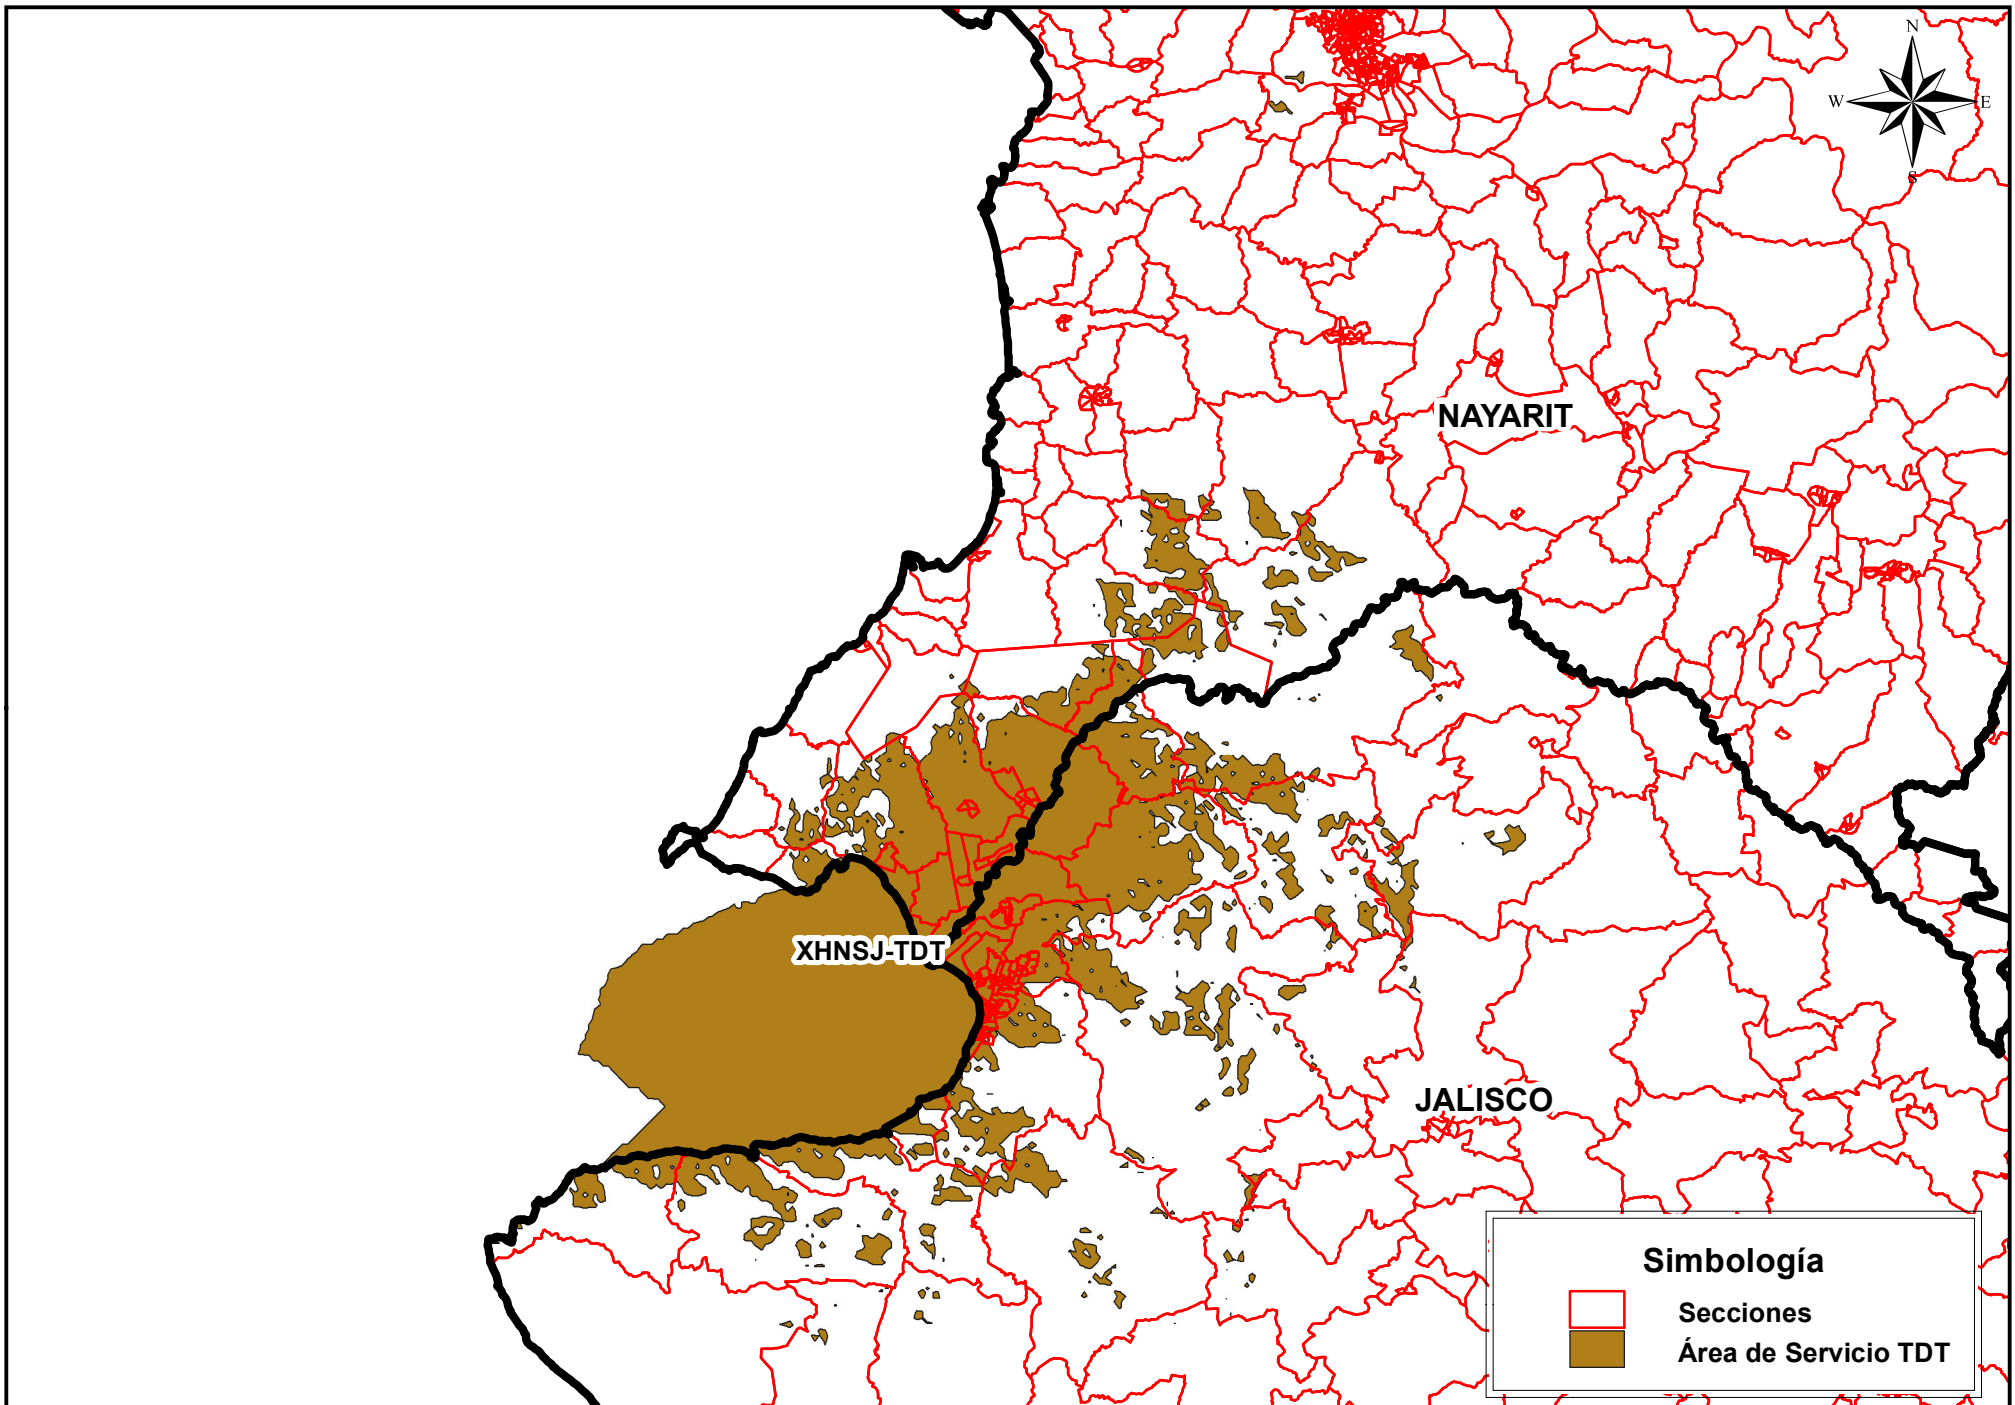 N
W E
S
NAYARIT
XHNSJ-TDT
JALISCO
Simbología
Secciones
Área de Servicio TDT